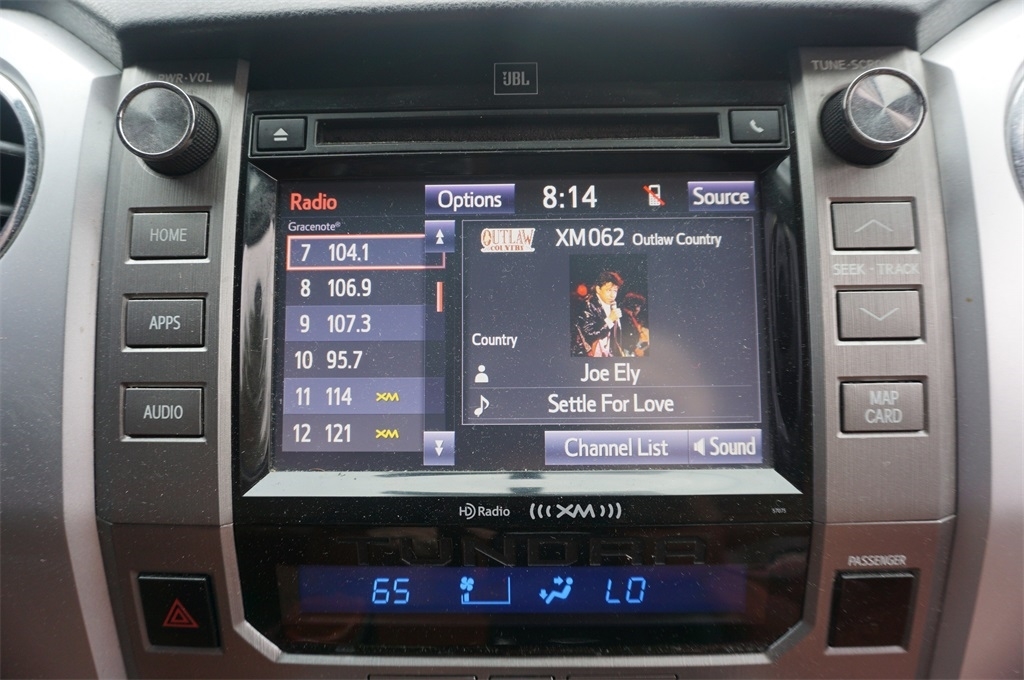 PWR·VOL
JBL
TUNE·SCROLL
Radio
Options
8:14
Source
Gracenote®
7 104.1
8 106.9
9 107.3
10 95.7
11 114 XM
12 121 XM
OUTLAW COUNTRY
XM062 Outlaw Country
Country
Joe Ely
Settle For Love
Channel List
Sound
HOME
APPS
AUDIO
SEEK·TRACK
MAP
CARD
HD Radio
(((XM)))
57075
TUNDRA
65
LO
PASSENGER